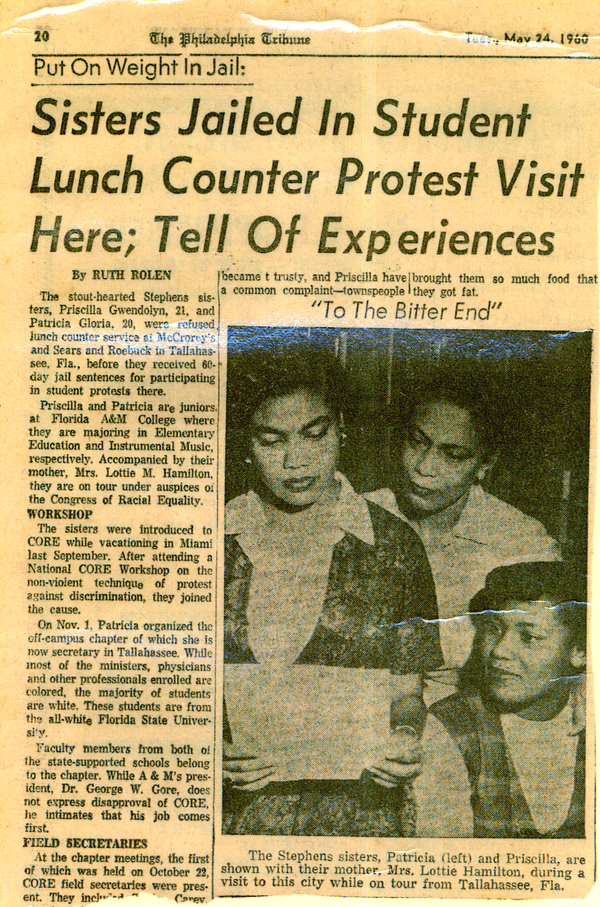 20
The Philadelphia Tribune
Tues., May 24, 1960
Put On Weight In Jail:
Sisters Jailed In Student
Lunch Counter Protest Visit
Here; Tell Of Experiences
By RUTH ROLEN
The stout-hearted Stephens sis-
ters, Priscilla Gwendolyn, 21, and
Patricia Gloria, 20, were refused
lunch counter service at McCrorey's
and Sears and Roebuck in Tallahas-
see, Fla., before they received 60-
day jail sentences for participating
in student protests there.
Priscilla and Patricia are juniors
at Florida A&M College where
they are majoring in Elementary
Education and Instrumental Music,
respectively. Accompanied by their
mother, Mrs. Lottie M. Hamilton,
they are on tour under auspices of
the Congress of Racial Equality.
WORKSHOP
The sisters were introduced to
CORE while vacationing in Miami
last September. After attending a
National CORE Workshop on the
non-violent technique of protest
against discrimination, they joined
the cause.
On Nov. 1, Patricia organized the
off-campus chapter of which she is
now secretary in Tallahassee. While
most of the ministers, physicians
and other professionals enrolled are
colored, the majority of students
are white. These students are from
the all-white Florida State Univer-
sity.
Faculty members from both of
the state-supported schools belong
to the chapter. While A & M's pres-
ident, Dr. George W. Gore, does
not express disapproval of CORE,
he intimates that his job comes
first.
FIELD SECRETARIES
At the chapter meetings, the first
of which was held on October 22,
CORE field secretaries were pres-
ent. They Carey,
became t trusty, and Priscilla have
a common complaint—townspeople
brought them so much food that
they got fat.
"To The Bitter End"
The Stephens sisters, Patricia (left) and Priscilla, are
shown with their mother, Mrs. Lottie Hamilton, during a
visit to this city while on tour from Tallahassee, Fla.